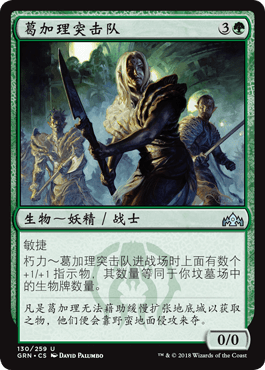 葛加理突击队 3
生物～妖精／战士
敏捷
朽力～葛加理突击队进战场时上面有数个
+1/+1 指示物，其数量等同于你坟墓场中
的生物牌数量。
凡是葛加理无法藉助缓慢扩张地底城以获取
之物，他们便会靠野蛮地面侵攻来夺。
0/0
130/259 U
GRN • CS DAVID PALUMBO
™ & © 2018 Wizards of the Coast